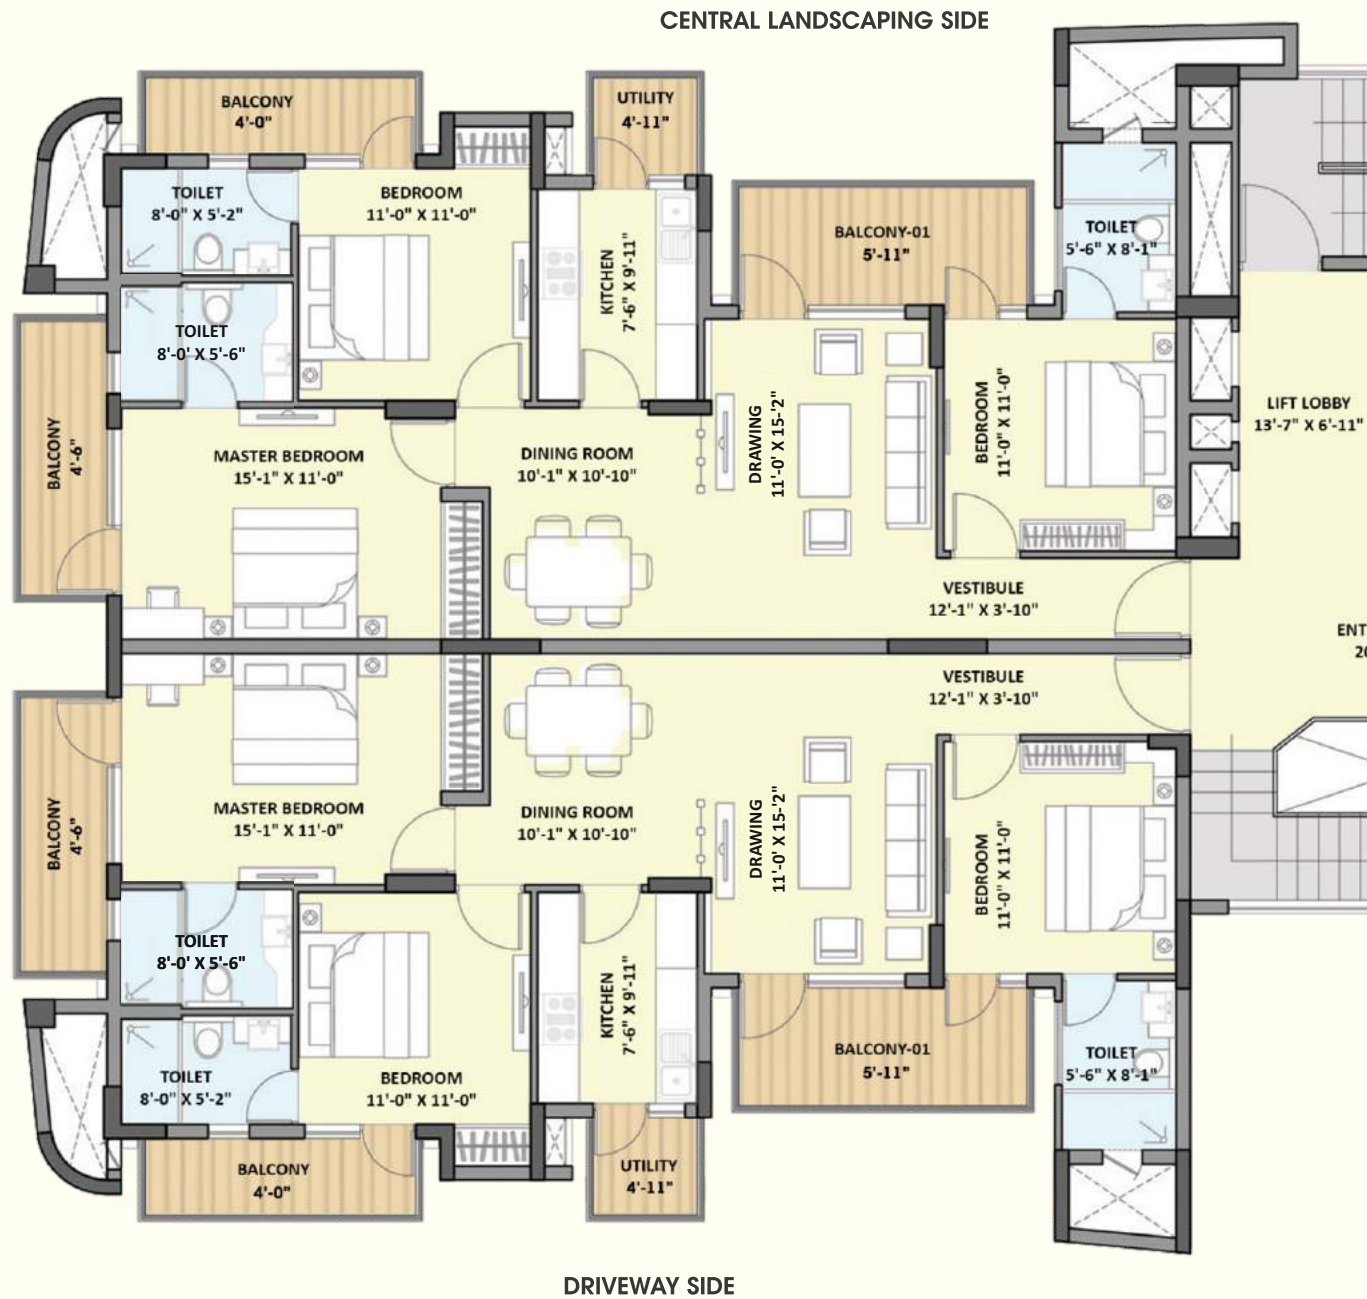 CENTRAL LANDSCAPING SIDE
BALCONY
4'-0"
UTILITY
4'-11"
TOILET
8'-0" X 5'-2"
BEDROOM
11'-0" X 11'-0"
KITCHEN
7'-6" X 9'-11"
BALCONY-01
5'-11"
TOILET
5'-6" X 8'-1"
TOILET
8'-0' X 5'-6"
BALCONY
4'-6"
MASTER BEDROOM
15'-1" X 11'-0"
DINING ROOM
10'-1" X 10'-10"
DRAWING
11'-0' X 15-'2"
BEDROOM
11'-0" X 11'-0"
LIFT LOBBY
13'-7" X 6'-11"
VESTIBULE
12'-1" X 3'-10"
ENT
20
VESTIBULE
12'-1" X 3'-10"
BALCONY
4'-6"
MASTER BEDROOM
15'-1" X 11'-0"
DINING ROOM
10'-1" X 10'-10"
DRAWING
11'-0' X 15-'2"
BEDROOM
11'-0" X 11'-0"
TOILET
8'-0' X 5'-6"
KITCHEN
7'-6" X 9'-11"
BALCONY-01
5'-11"
TOILET
5'-6" X 8'-1"
TOILET
8'-0" X 5'-2"
BEDROOM
11'-0" X 11'-0"
BALCONY
4'-0"
UTILITY
4'-11"
DRIVEWAY SIDE